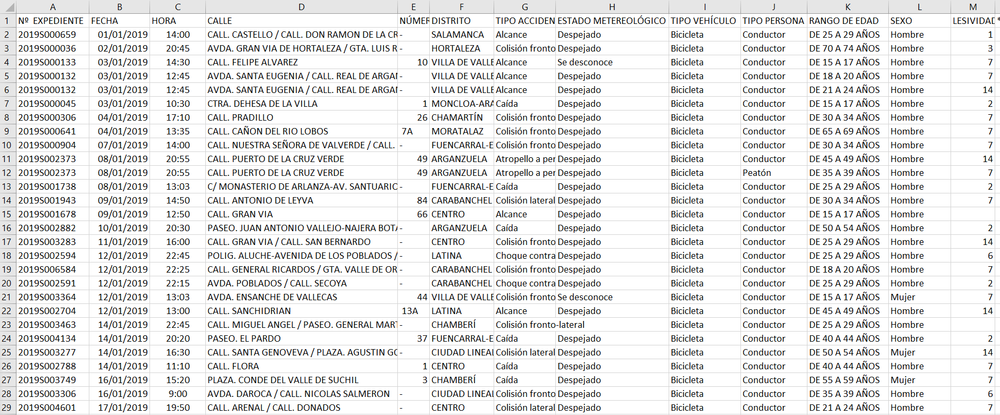 A B C D E F G H I J K L M
1 Nº EXPEDIENTE FECHA HORA CALLE NÚMER DISTRITO TIPO ACCIDEN ESTADO METEREOLÓGICO TIPO VEHÍCULO TIPO PERSONA RANGO DE EDAD SEXO LESIVIDAD *
2 2019S000659 01/01/2019 14:00 CALL. CASTELLO / CALL. DON RAMON DE LA CR - SALAMANCA Alcance Despejado Bicicleta Conductor DE 25 A 29 AÑOS Hombre 1
3 2019S000036 02/01/2019 20:45 AVDA. GRAN VIA DE HORTALEZA / GTA. LUIS R - HORTALEZA Colisión fronto Despejado Bicicleta Conductor DE 70 A 74 AÑOS Hombre 3
4 2019S000133 03/01/2019 14:30 CALL. FELIPE ALVAREZ 10 VILLA DE VALLE Alcance Se desconoce Bicicleta Conductor DE 15 A 17 AÑOS Hombre 7
5 2019S000132 03/01/2019 12:45 AVDA. SANTA EUGENIA / CALL. REAL DE ARGAN - VILLA DE VALLE Alcance Despejado Bicicleta Conductor DE 18 A 20 AÑOS Hombre 7
6 2019S000132 03/01/2019 12:45 AVDA. SANTA EUGENIA / CALL. REAL DE ARGAN - VILLA DE VALLE Alcance Despejado Bicicleta Conductor DE 21 A 24 AÑOS Hombre 14
7 2019S000045 03/01/2019 10:30 CTRA. DEHESA DE LA VILLA 1 MONCLOA-ARA Caída Despejado Bicicleta Conductor DE 15 A 17 AÑOS Hombre 2
8 2019S000306 04/01/2019 17:10 CALL. PRADILLO 26 CHAMARTÍN Colisión fronto Despejado Bicicleta Conductor DE 30 A 34 AÑOS Hombre 7
9 2019S000641 04/01/2019 13:35 CALL. CAÑON DEL RIO LOBOS 7A MORATALAZ Colisión fronto Despejado Bicicleta Conductor DE 65 A 69 AÑOS Hombre 7
10 2019S000904 07/01/2019 14:00 CALL. NUESTRA SEÑORA DE VALVERDE / CALL. - FUENCARRAL-E Colisión fronto Despejado Bicicleta Conductor DE 30 A 34 AÑOS Hombre 7
11 2019S002373 08/01/2019 20:55 CALL. PUERTO DE LA CRUZ VERDE 49 ARGANZUELA Atropello a per Despejado Bicicleta Conductor DE 45 A 49 AÑOS Hombre 14
12 2019S002373 08/01/2019 20:55 CALL. PUERTO DE LA CRUZ VERDE 49 ARGANZUELA Atropello a per Despejado Bicicleta Peatón DE 35 A 39 AÑOS Hombre 7
13 2019S001738 08/01/2019 13:03 C/ MONASTERIO DE ARLANZA-AV. SANTUARIO - FUENCARRAL-E Caída Despejado Bicicleta Conductor DE 25 A 29 AÑOS Hombre 2
14 2019S001943 09/01/2019 14:50 CALL. ANTONIO DE LEYVA 84 CARABANCHEL Colisión lateral Despejado Bicicleta Conductor DE 30 A 34 AÑOS Hombre 7
15 2019S001678 09/01/2019 12:50 CALL. GRAN VIA 66 CENTRO Alcance Despejado Bicicleta Conductor DE 15 A 17 AÑOS Hombre
16 2019S002882 10/01/2019 20:30 PASEO. JUAN ANTONIO VALLEJO-NAJERA BOTA - ARGANZUELA Caída Despejado Bicicleta Conductor DE 50 A 54 AÑOS Hombre 2
17 2019S003283 11/01/2019 16:00 CALL. GRAN VIA / CALL. SAN BERNARDO - CENTRO Colisión fronto Despejado Bicicleta Conductor DE 25 A 29 AÑOS Hombre 14
18 2019S002594 12/01/2019 22:45 POLIG. ALUCHE-AVENIDA DE LOS POBLADOS / - LATINA Choque contra Despejado Bicicleta Conductor DE 25 A 29 AÑOS Hombre 6
19 2019S006584 12/01/2019 22:25 CALL. GENERAL RICARDOS / GTA. VALLE DE OR - CARABANCHEL Colisión fronto Despejado Bicicleta Conductor DE 18 A 20 AÑOS Hombre 7
20 2019S002591 12/01/2019 22:15 AVDA. POBLADOS / CALL. SECOYA - CARABANCHEL Choque contra Despejado Bicicleta Conductor DE 25 A 29 AÑOS Hombre 2
21 2019S003364 12/01/2019 13:03 AVDA. ENSANCHE DE VALLECAS 44 VILLA DE VALLE Colisión fronto Se desconoce Bicicleta Conductor DE 15 A 17 AÑOS Mujer 7
22 2019S002704 12/01/2019 13:00 CALL. SANCHIDRIAN 13A LATINA Alcance Despejado Bicicleta Conductor DE 45 A 49 AÑOS Hombre 14
23 2019S003463 14/01/2019 22:45 CALL. MIGUEL ANGEL / PASEO. GENERAL MART - CHAMBERÍ Colisión fronto-lateral Bicicleta Conductor DE 25 A 29 AÑOS Hombre
24 2019S004134 14/01/2019 20:20 PASEO. EL PARDO 37 FUENCARRAL-E Caída Despejado Bicicleta Conductor DE 40 A 44 AÑOS Hombre 2
25 2019S003277 14/01/2019 16:30 CALL. SANTA GENOVEVA / PLAZA. AGUSTIN GO - CIUDAD LINEAL Colisión lateral Despejado Bicicleta Conductor DE 50 A 54 AÑOS Mujer 14
26 2019S002788 14/01/2019 11:10 CALL. FLORA 1 CENTRO Caída Despejado Bicicleta Conductor DE 40 A 44 AÑOS Hombre 7
27 2019S003749 16/01/2019 15:20 PLAZA. CONDE DEL VALLE DE SUCHIL 3 CHAMBERÍ Caída Despejado Bicicleta Conductor DE 55 A 59 AÑOS Mujer 7
28 2019S003306 16/01/2019 9:00 AVDA. DAROCA / CALL. NICOLAS SALMERON - CIUDAD LINEAL Colisión fronto Despejado Bicicleta Conductor DE 35 A 39 AÑOS Hombre 6
29 2019S004601 17/01/2019 19:50 CALL. ARENAL / CALL. DONADOS - CENTRO Colisión lateral Despejado Bicicleta Conductor DE 21 A 24 AÑOS Hombre 7